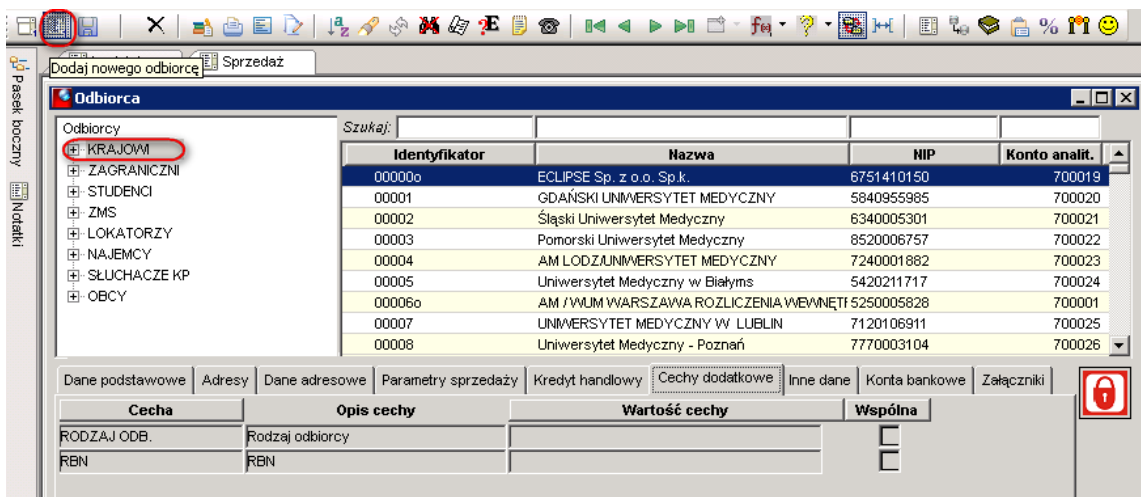 Dodaj nowego odbiorcę
Sprzedaż
Pasek boczny
Notatki
Odbiorca
Odbiorcy
KRAJOWI
ZAGRANICZNI
STUDENCI
ZMS
LOKATORZY
NAJEMCY
SŁUCHACZE KP
OBCY
Szukaj:
Identyfikator Nazwa NIP Konto analit.
00000o ECLIPSE Sp. z o.o. Sp.k. 6751410150 700019
00001 GDAŃSKI UNIWERSYTET MEDYCZNY 5840955985 700020
00002 Śląski Uniwersytet Medyczny 6340005301 700021
00003 Pomorski Uniwersytet Medyczny 8520006757 700022
00004 AM LODZ/UNIWERSYTET MEDYCZNY 7240001882 700023
00005 Uniwersytet Medyczny w Białyms 5420211717 700024
00006o AM / WUM WARSZAWA ROZLICZENIA WEWNĘTR 5250005828 700001
00007 UNIWERSYTET MEDYCZNY W LUBLIN 7120106911 700025
00008 Uniwersytet Medyczny - Poznań 7770003104 700026
Dane podstawowe Adresy Dane adresowe Parametry sprzedaży Kredyt handlowy Cechy dodatkowe Inne dane Konta bankowe Załączniki
Cecha Opis cechy Wartość cechy Wspólna
RODZAJ ODB. Rodzaj odbiorcy
RBN RBN